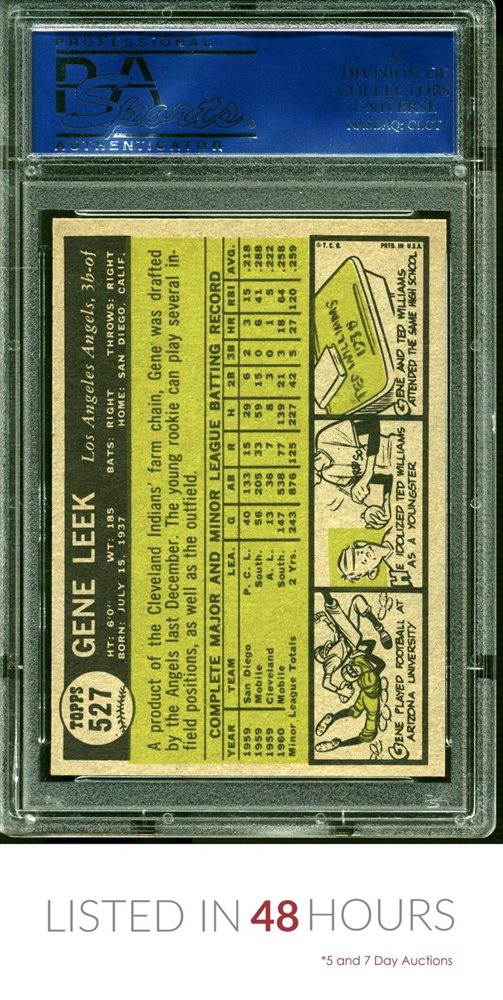 PROFESSIONAL
PSA
Sports
AUTHENTICATOR
A
DIVISION OF
COLLECTORS
UNIVERSE
NASDAQ: CLCT
TOPPS
527
GENE LEEK Los Angeles Angels, 3b-of
HT: 6'0" WT: 185 BATS: RIGHT THROWS: RIGHT
BORN: JULY 15, 1937 HOME: SAN DIEGO, CALIF.
A product of the Cleveland Indians' farm chain, Gene was drafted
by the Angels last December. The young rookie can play several in-
field positions, as well as the outfield.
COMPLETE MAJOR AND MINOR LEAGUE BATTING RECORD
YEAR TEAM LEA. G AB R H 2B 3B HR RBI AVG.
1959 San Diego P. C. L. 40 133 15 29 6 2 3 15 .218
1959 Mobile South. 56 205 33 59 15 0 6 41 .288
1959 Cleveland A. L. 13 36 7 8 3 0 1 5 .222
1960 Mobile South. 147 538 77 139 21 3 18 64 .258
Minor League Totals 2 Yrs. 243 876 125 227 42 5 27 120 .259
GENE PLAYED FOOTBALL AT
ARIZONA UNIVERSITY
HE IDOLIZED TED WILLIAMS
AS A YOUNGSTER
© T. C. G. PRTD. IN U.S.A.
TED WILLIAMS
GENE AND TED WILLIAMS
ATTENDED THE SAME HIGH SCHOOL
LISTED IN 48 HOURS
*5 and 7 Day Auctions